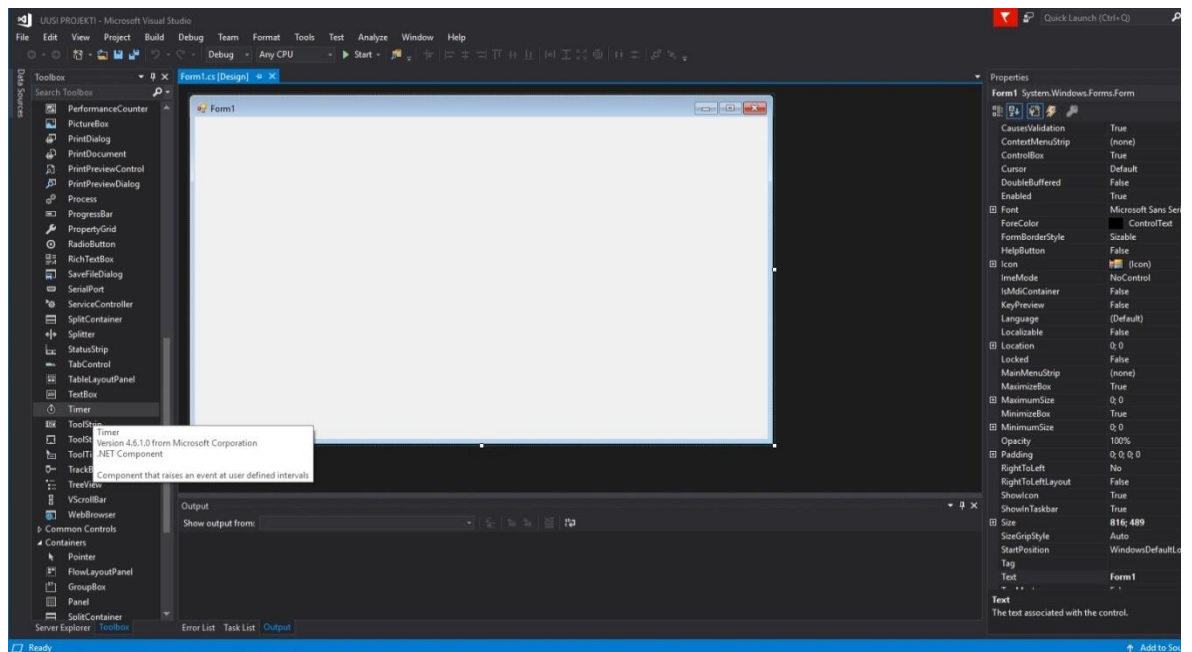 UUSI PROJEKTI - Microsoft Visual Studio
Quick Launch (Ctrl+Q)
File Edit View Project Build Debug Team Format Tools Test Analyze Window Help
Debug Any CPU Start
Data Sources
Toolbox
Search Toolbox
PerformanceCounter
PictureBox
PrintDialog
PrintDocument
PrintPreviewControl
PrintPreviewDialog
Process
ProgressBar
PropertyGrid
RadioButton
RichTextBox
SaveFileDialog
SerialPort
ServiceController
SplitContainer
Splitter
StatusStrip
TabControl
TableLayoutPanel
TextBox
Timer
ToolStrip
ToolSt
ToolTi
TrackB
TreeView
VScrollBar
WebBrowser
Common Controls
Containers
Pointer
FlowLayoutPanel
GroupBox
Panel
SplitContainer
Server Explorer Toolbox
Timer
Version 4.6.1.0 from Microsoft Corporation
.NET Component
Component that raises an event at user defined intervals
Form1.cs [Design]
Form1
Output
Show output from:
Error List Task List Output
Properties
Form1 System.Windows.Forms.Form
CausesValidation True
ContextMenuStrip (none)
ControlBox True
Cursor Default
DoubleBuffered False
Enabled True
Font Microsoft Sans Seri
ForeColor ControlText
FormBorderStyle Sizable
HelpButton False
Icon (Icon)
ImeMode NoControl
IsMdiContainer False
KeyPreview False
Language (Default)
Localizable False
Location 0; 0
Locked False
MainMenuStrip (none)
MaximizeBox True
MaximumSize 0; 0
MinimizeBox True
MinimumSize 0; 0
Opacity 100%
Padding 0; 0; 0; 0
RightToLeft No
RightToLeftLayout False
ShowIcon True
ShowInTaskbar True
Size 816; 489
SizeGripStyle Auto
StartPosition WindowsDefaultLo
Tag
Text Form1
Text
The text associated with the control.
Ready
Add to Sou